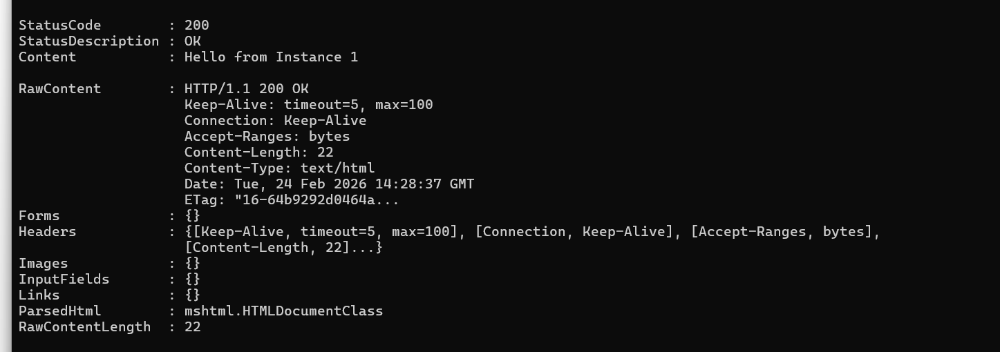 StatusCode        : 200
StatusDescription : OK
Content           : Hello from Instance 1
RawContent        : HTTP/1.1 200 OK
                    Keep-Alive: timeout=5, max=100
                    Connection: Keep-Alive
                    Accept-Ranges: bytes
                    Content-Length: 22
                    Content-Type: text/html
                    Date: Tue, 24 Feb 2026 14:28:37 GMT
                    ETag: "16-64b9292d0464a...
Forms             : {}
Headers           : {[Keep-Alive, timeout=5, max=100], [Connection, Keep-Alive], [Accept-Ranges, bytes],
                    [Content-Length, 22]...}
Images            : {}
InputFields       : {}
Links             : {}
ParsedHtml        : mshtml.HTMLDocumentClass
RawContentLength  : 22